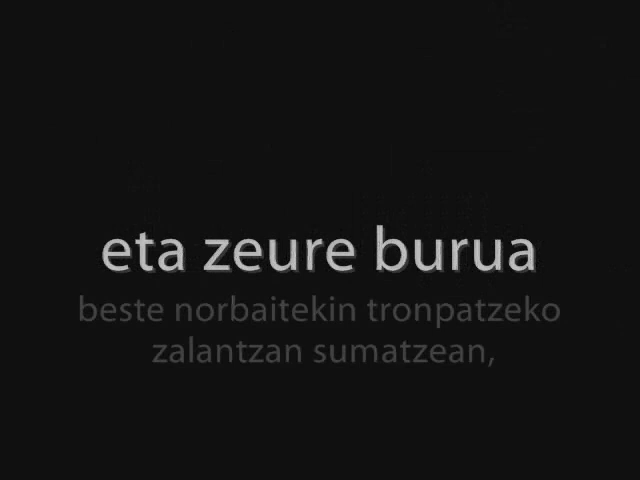 eta zeure burua
beste norbaitekin tronpatzeko
zalantzan sumatzean,